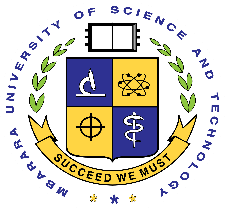 MBARARA UNIVERSITY OF SCIENCE AND TECHNOLOGY
SUCCEED WE MUST